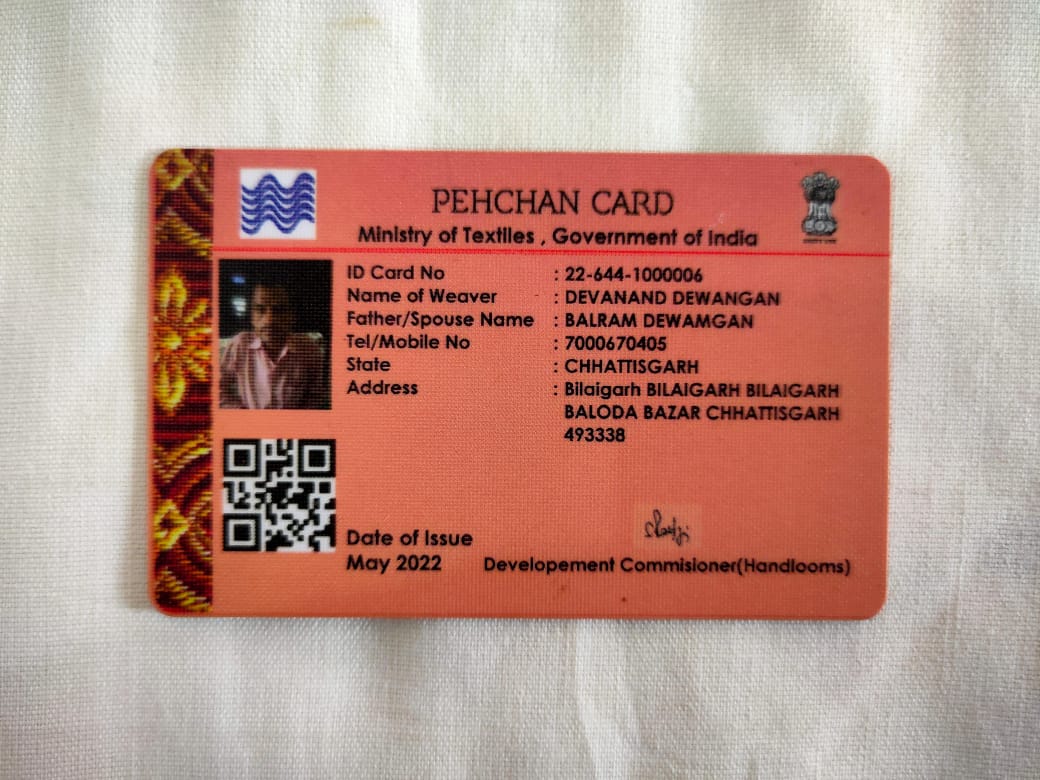 PEHCHAN CARD
Ministry of Textiles , Government of India
ID Card No : 22-644-1000006
Name of Weaver : DEVANAND DEWANGAN
Father/Spouse Name : BALRAM DEWAMGAN
Tel/Mobile No : 7000670405
State : CHHATTISGARH
Address : Bilaigarh BILAIGARH BILAIGARH
BALODA BAZAR CHHATTISGARH
493338
Date of Issue
May 2022 Developement Commisioner(Handlooms)